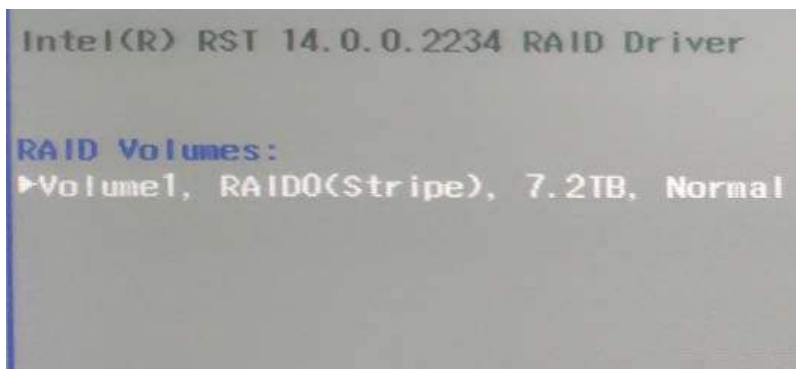 Intel(R) RST 14.0.0.2234 RAID Driver
RAID Volumes:
▶Volume1, RAID0(Stripe), 7.2TB, Normal